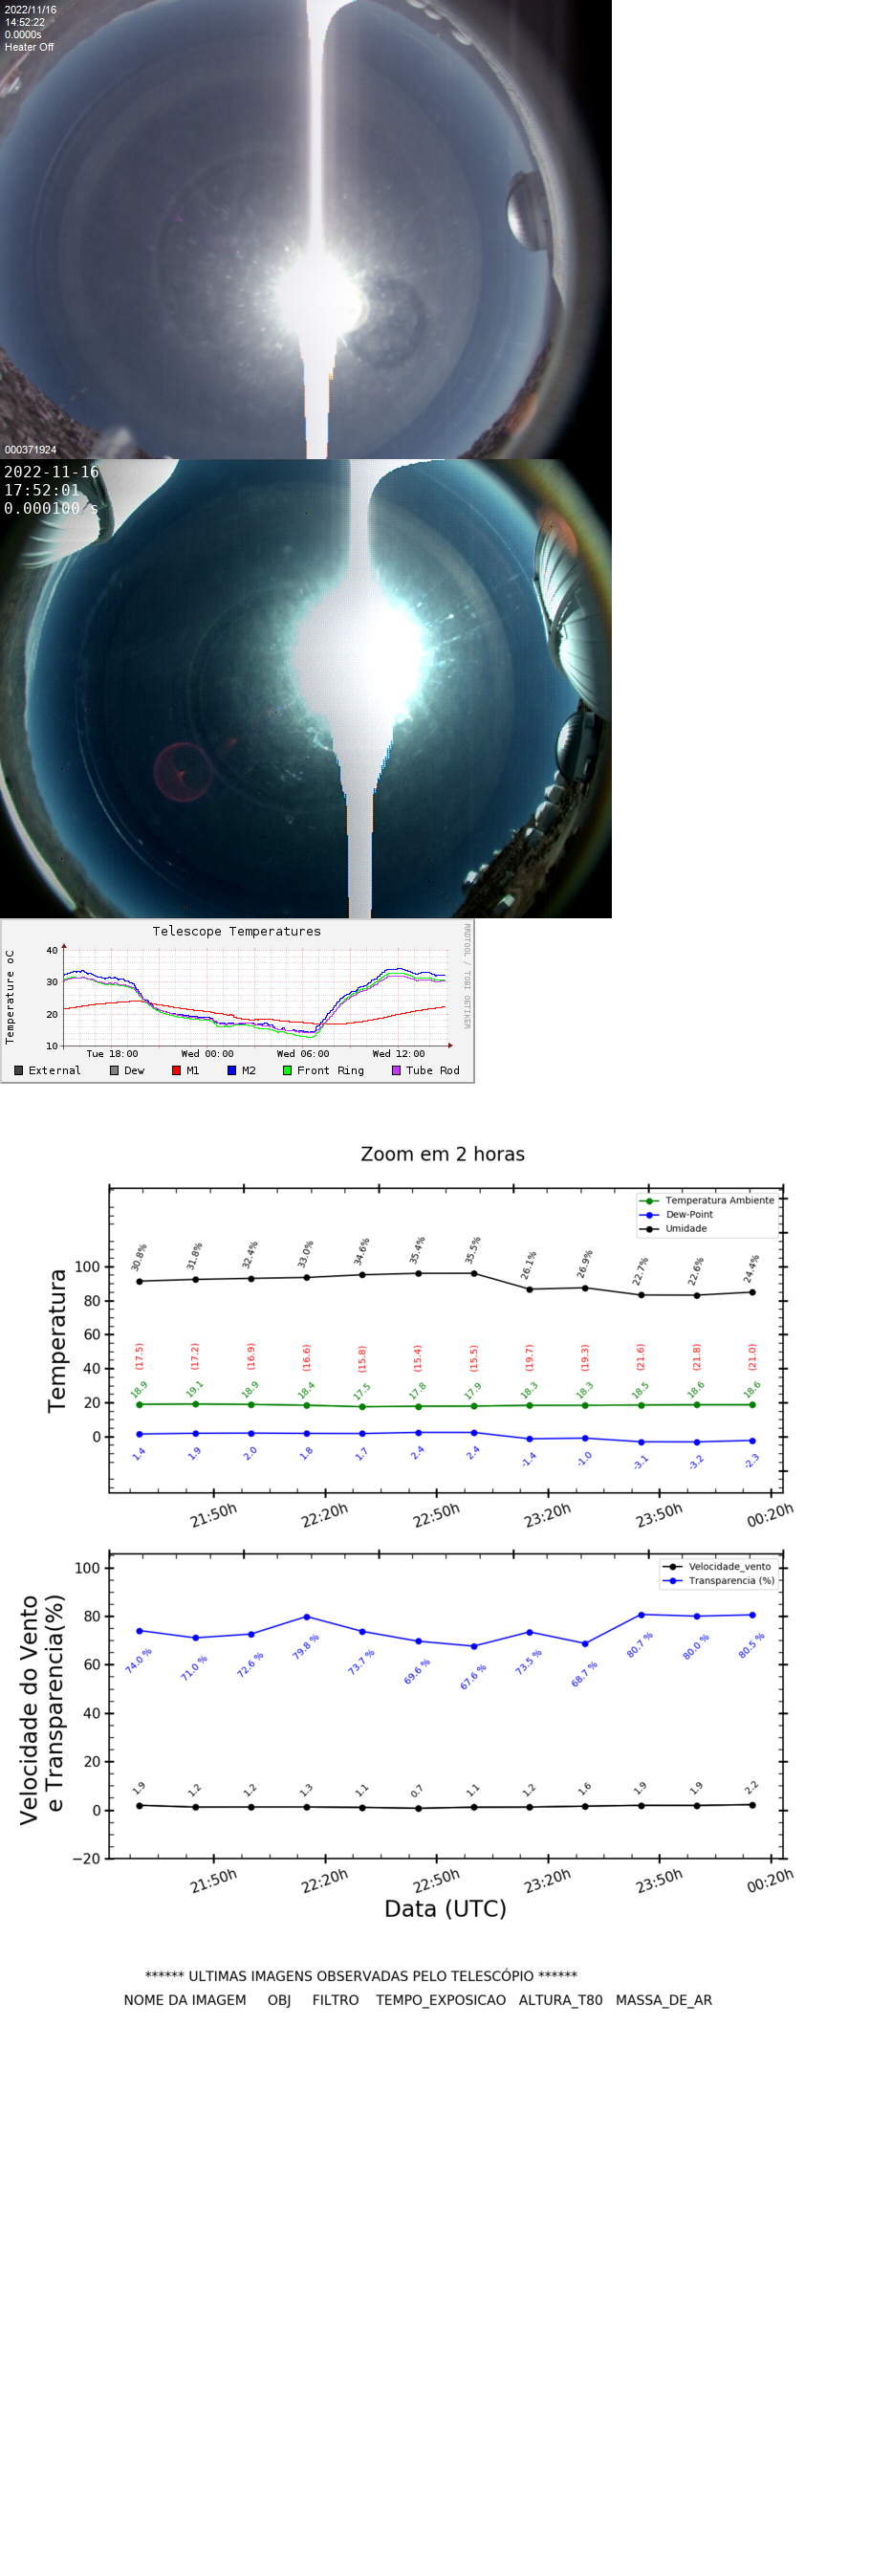 2022/11/16
14:52:22
0.0000s
Heater Off
000371924
2022-11-16
17:52:01
0.000100 s
Telescope Temperatures
RRDTOOL / TOBI OETIKER
Temperature oC
40
30
20
10
Tue 18:00 Wed 00:00 Wed 06:00 Wed 12:00
External Dew M1 M2 Front Ring Tube Rod
Zoom em 2 horas
Temperatura Ambiente
Dew-Point
Umidade
Temperatura
100
80
60
40
20
0
30.8% 31.8% 32.4% 33.0% 34.6% 35.4% 35.5% 26.1% 26.9% 22.7% 22.6% 24.4%
(17.5) (17.2) (16.9) (16.6) (15.8) (15.4) (15.5) (19.7) (19.3) (21.6) (21.8) (21.0)
18.9 19.1 18.9 18.4 17.5 17.8 17.9 18.3 18.3 18.5 18.6 18.6
1.4 1.9 2.0 1.8 1.7 2.4 2.4 -1.4 -1.0 -3.1 -3.2 -2.3
21:50h 22:20h 22:50h 23:20h 23:50h 00:20h
Velocidade_vento
Transparencia (%)
Velocidade do Vento
e Transparencia(%)
100
80
60
40
20
0
−20
74.0 % 71.0 % 72.6 % 79.8 % 73.7 % 69.6 % 67.6 % 73.5 % 68.7 % 80.7 % 80.0 % 80.5 %
1.9 1.2 1.2 1.3 1.1 0.7 1.1 1.2 1.6 1.9 1.9 2.2
21:50h 22:20h 22:50h 23:20h 23:50h 00:20h
Data (UTC)
****** ULTIMAS IMAGENS OBSERVADAS PELO TELESCÓPIO ******
NOME DA IMAGEM OBJ FILTRO TEMPO_EXPOSICAO ALTURA_T80 MASSA_DE_AR